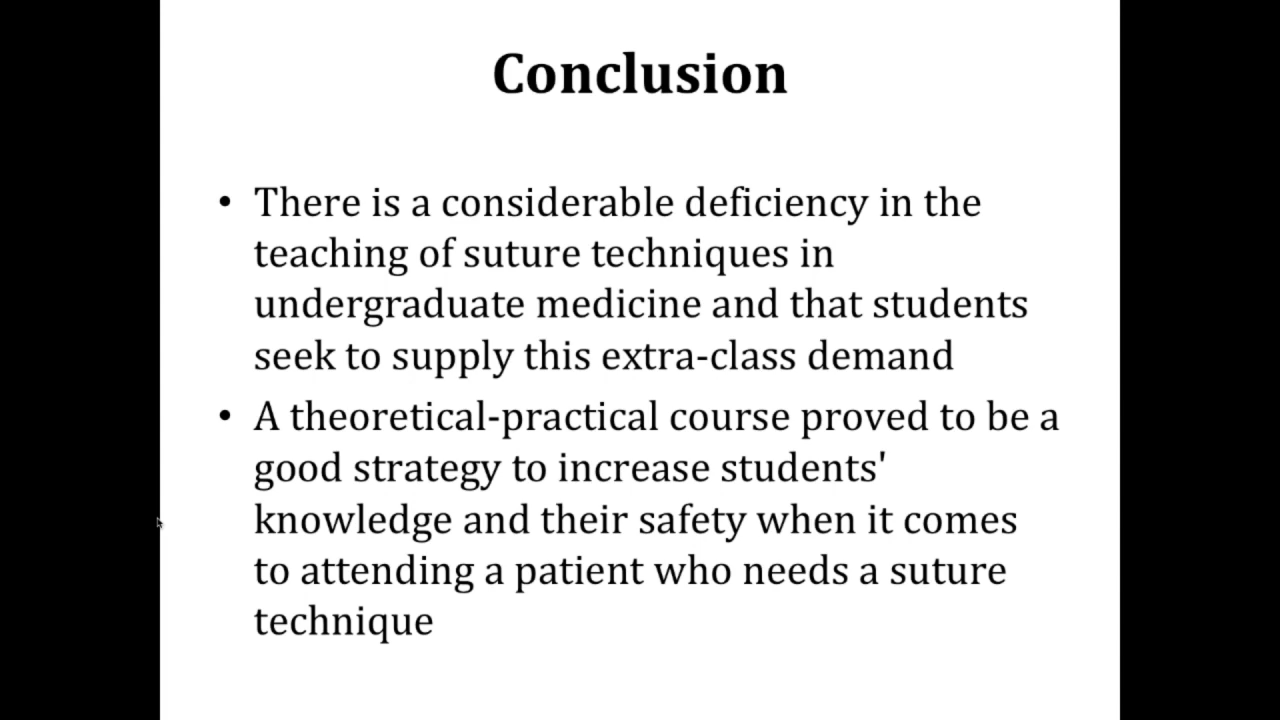 Conclusion
• There is a considerable deficiency in the
teaching of suture techniques in
undergraduate medicine and that students
seek to supply this extra-class demand
• A theoretical-practical course proved to be a
good strategy to increase students'
knowledge and their safety when it comes
to attending a patient who needs a suture
technique